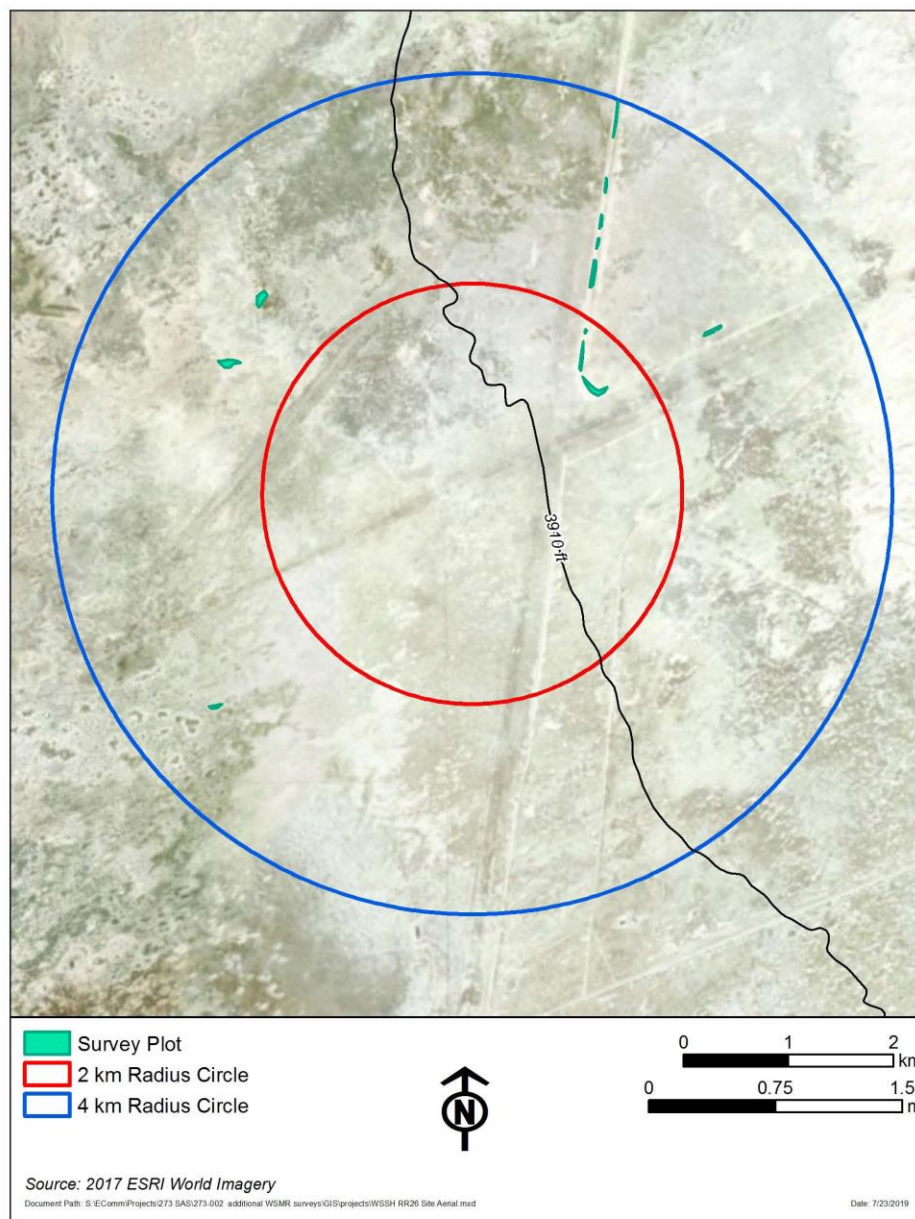 3910 ft
Survey Plot
2 km Radius Circle
4 km Radius Circle
N
0 1 2
km
0 0.75 1.5
Source: 2017 ESRI World Imagery
Document Path: S:\EComm\Projects\273 SAS\273-002 additional WSMR surveys\GIS\projects\WSSH RR26 Site Aerial.mxd
Date: 7/23/2019